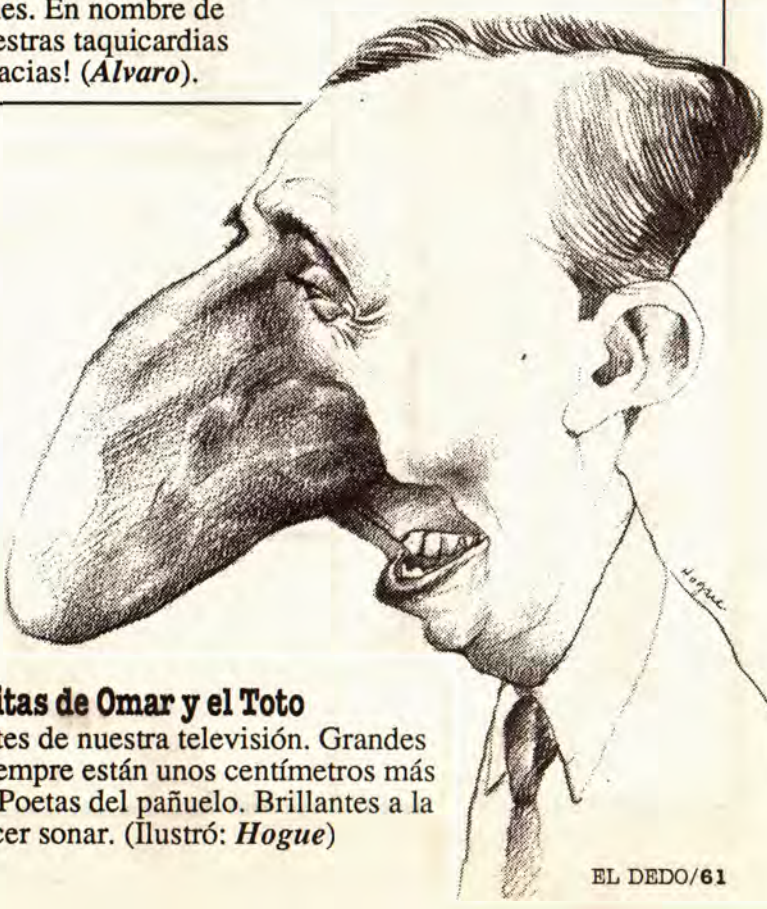 es. En nombre de
estras taquicardias
acias! (Alvaro).
Hogue
itas de Omar y el Toto
tes de nuestra televisión. Grandes
empre están unos centímetros más
Poetas del pañuelo. Brillantes a la
cer sonar. (Ilustró: Hogue)
EL DEDO/61